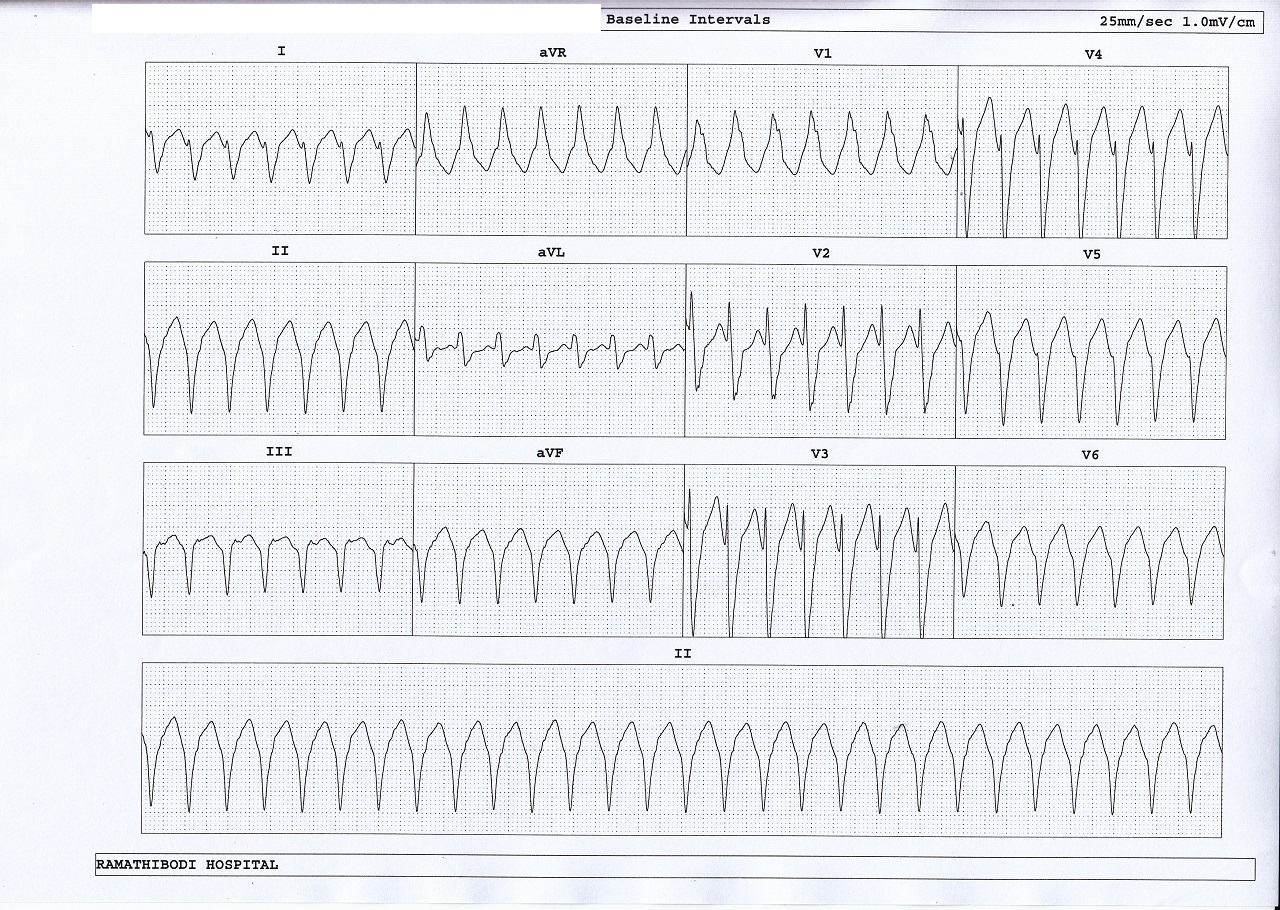 Baseline Intervals 25mm/sec 1.0mV/cm
I aVR V1 V4
II aVL V2 V5
III aVF V3 V6
II
RAMATHIBODI HOSPITAL